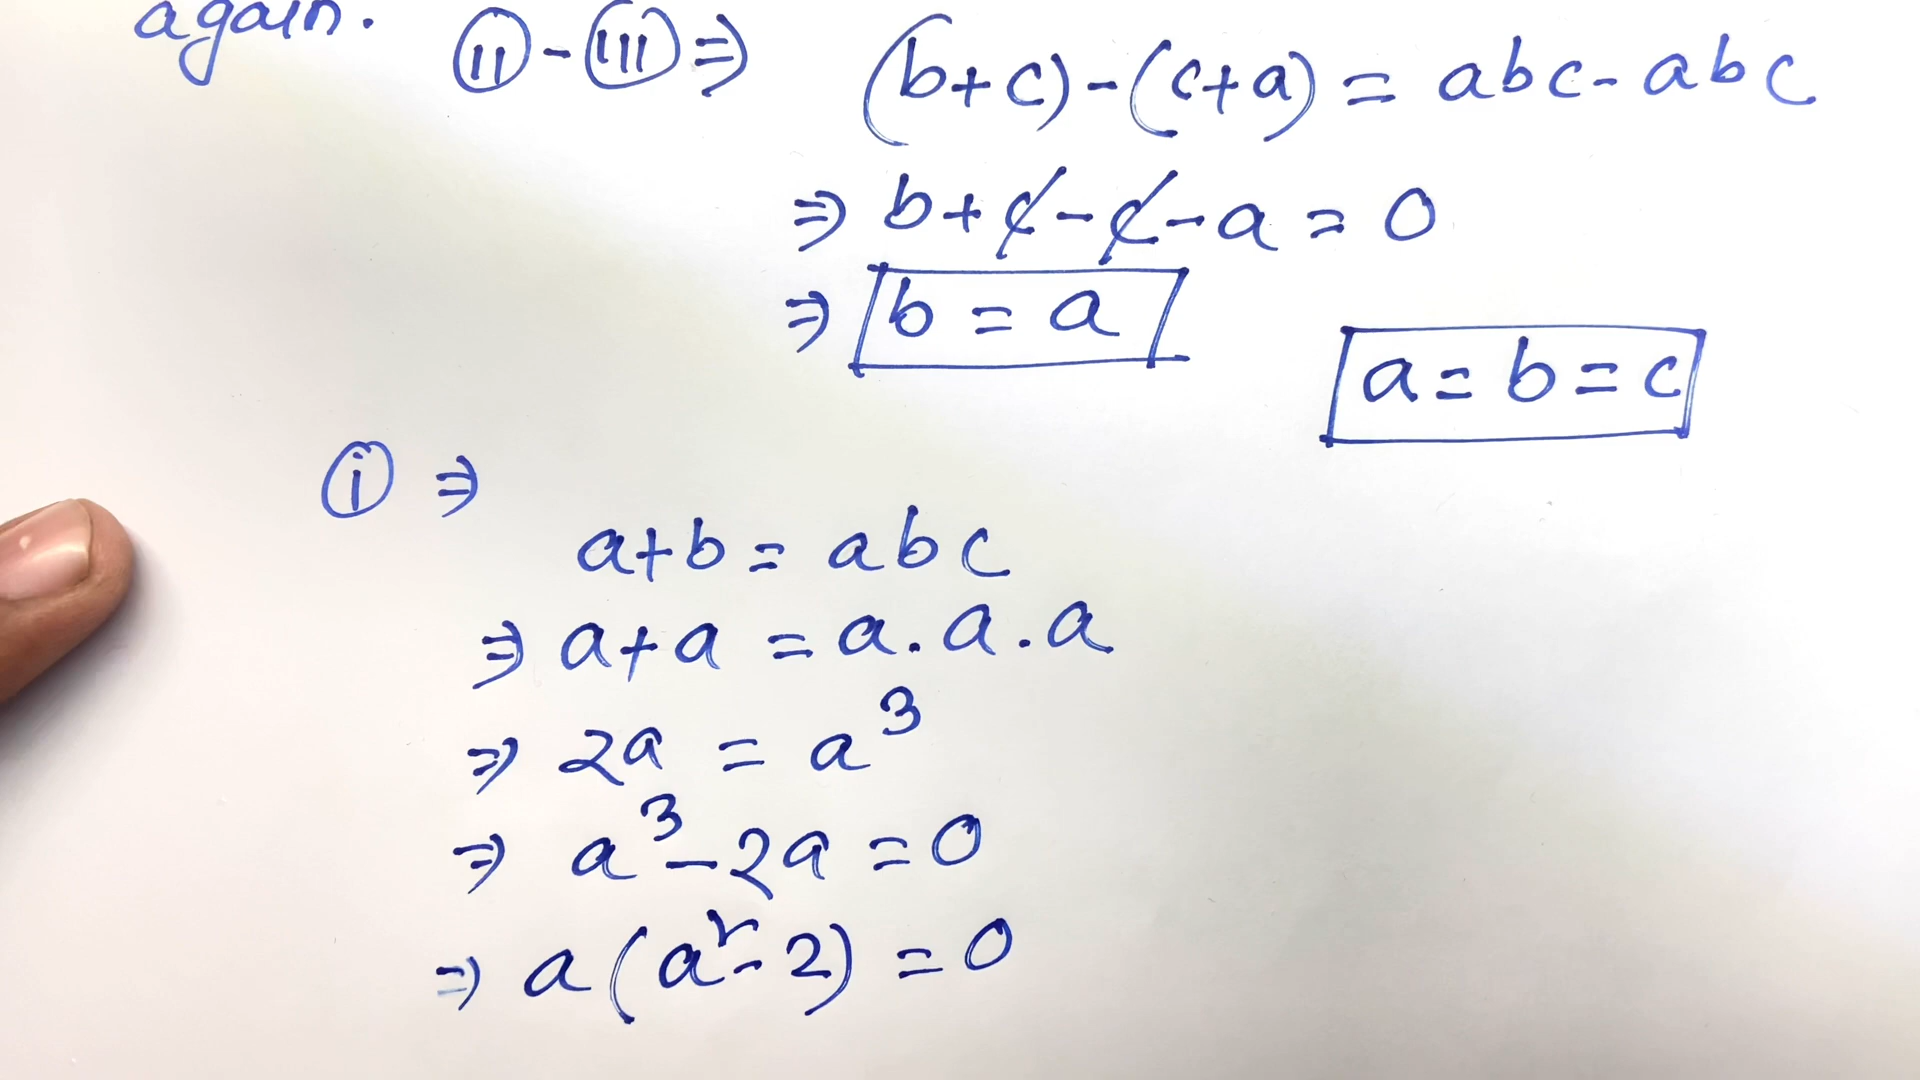 again. (ii) - (iii) ⇒ (b+c)-(c+a) = abc-abc
⇒ b+c-c-a = 0
⇒ b = a
a = b = c
(i) ⇒
a+b = abc
⇒ a+a = a.a.a
⇒ 2a = a³
⇒ a³-2a = 0
⇒ a(a²-2) = 0